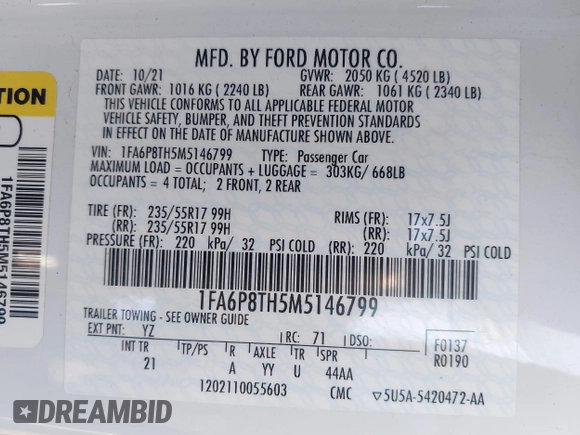 MFD. BY FORD MOTOR CO.
DATE: 10/21 GVWR: 2050 KG ( 4520 LB)
FRONT GAWR: 1016 KG ( 2240 LB) REAR GAWR: 1061 KG ( 2340 LB)
THIS VEHICLE CONFORMS TO ALL APPLICABLE FEDERAL MOTOR
VEHICLE SAFETY, BUMPER, AND THEFT PREVENTION STANDARDS
IN EFFECT ON THE DATE OF MANUFACTURE SHOWN ABOVE.
VIN: 1FA6P8TH5M5146799 TYPE: Passenger Car
MAXIMUM LOAD = OCCUPANTS + LUGGAGE = 303KG/ 668LB
OCCUPANTS = 4 TOTAL; 2 FRONT, 2 REAR
TIRE (FR): 235/55R17 99H RIMS (FR): 17x7.5J
(RR): 235/55R17 99H (RR): 17x7.5J
PRESSURE (FR): 220 kPa/ 32 PSI COLD (RR): 220 kPa/ 32 PSI COLD
1FA6P8TH5M5146799
TRAILER TOWING - SEE OWNER GUIDE
EXT PNT: YZ RC: 71 DSO: F0137
R0190
INT TR TP/PS R AXLE TR SPR
21 A YY U 44AA
1202110055603 CMC 5U5A-5420472-AA
1FA6P8TH5M5146799
DREAMBID